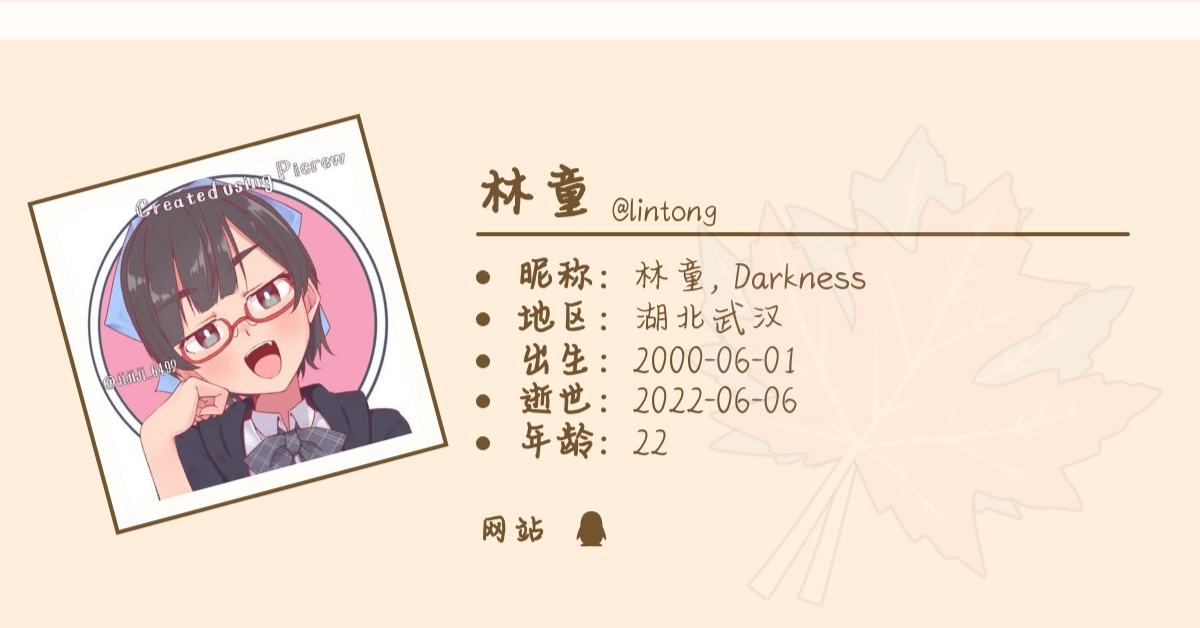 Created using Picrew
@JIUJI_6499
林童 @lintong
昵称：林童, Darkness
地区：湖北武汉
出生：2000-06-01
逝世：2022-06-06
年龄：22
网站